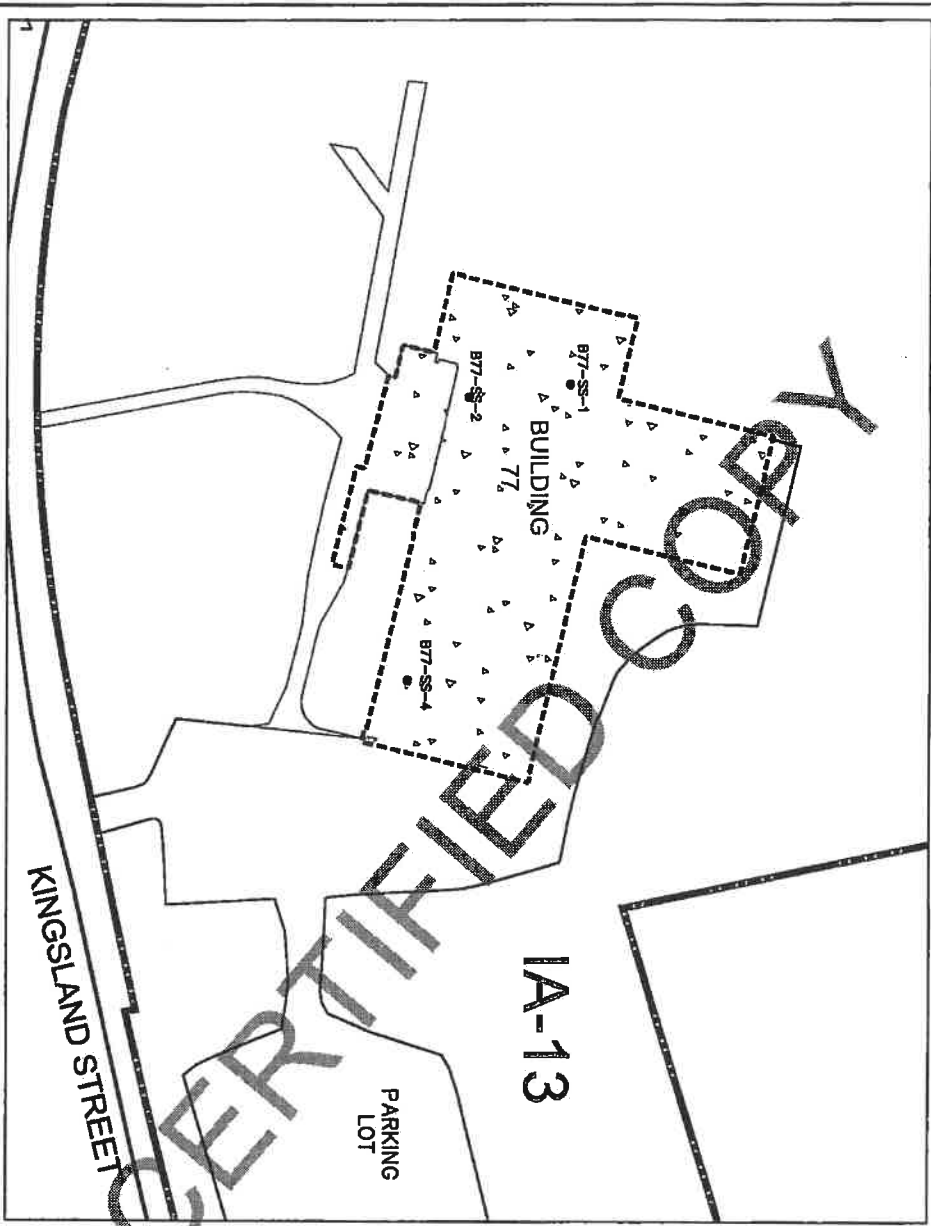 B77-SS-1
B77-SS-2
BUILDING
77
B77-SS-4
IA-13
PARKING
LOT
KINGSLAND STREET
CERTIFIED COPY